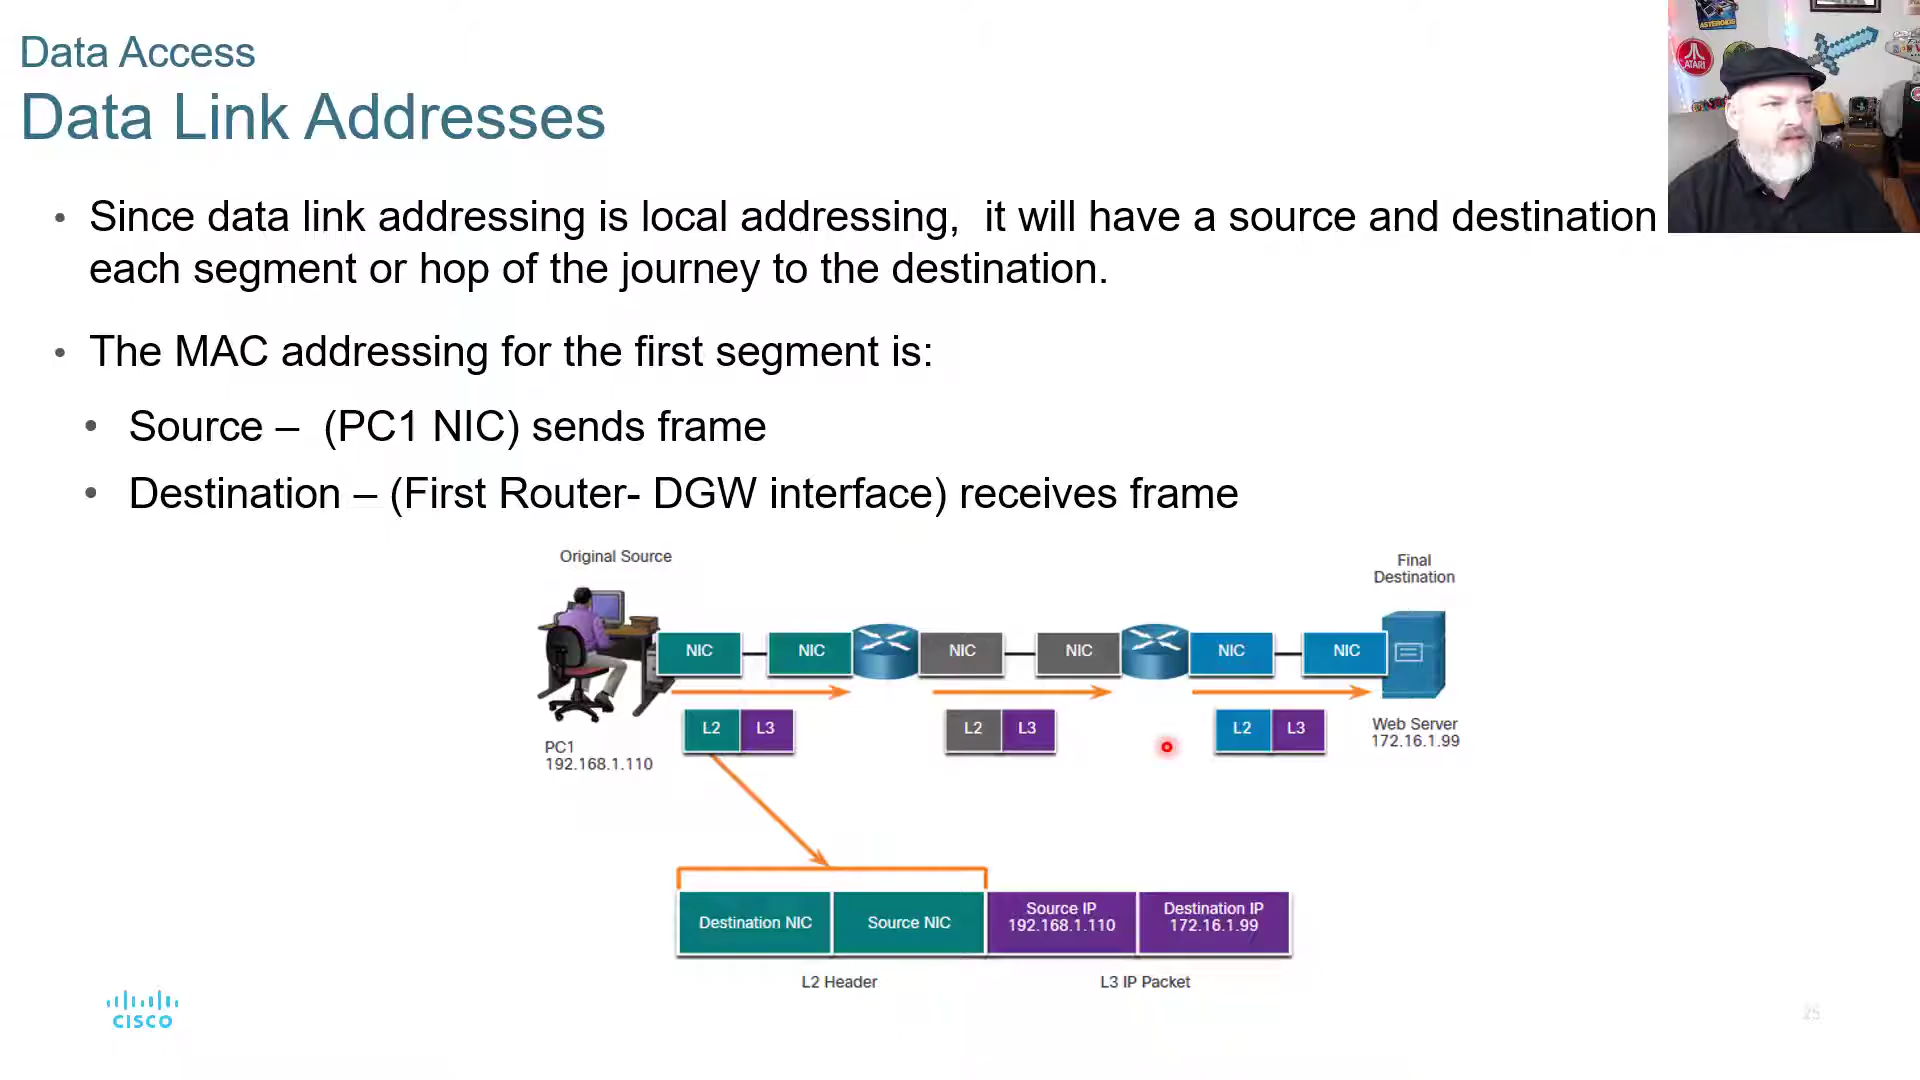 Data Access
Data Link Addresses
• Since data link addressing is local addressing,  it will have a source and destination
each segment or hop of the journey to the destination.
• The MAC addressing for the first segment is:
• Source –  (PC1 NIC) sends frame
• Destination – (First Router- DGW interface) receives frame
Original Source
Final
Destination
NIC NIC NIC NIC NIC NIC
L2 L3 L2 L3 L2 L3
PC1
192.168.1.110
Web Server
172.16.1.99
Destination NIC
Source NIC
Source IP
192.168.1.110
Destination IP
172.16.1.99
L2 Header
L3 IP Packet
CISCO
25
ASTEROIDS
ATARI